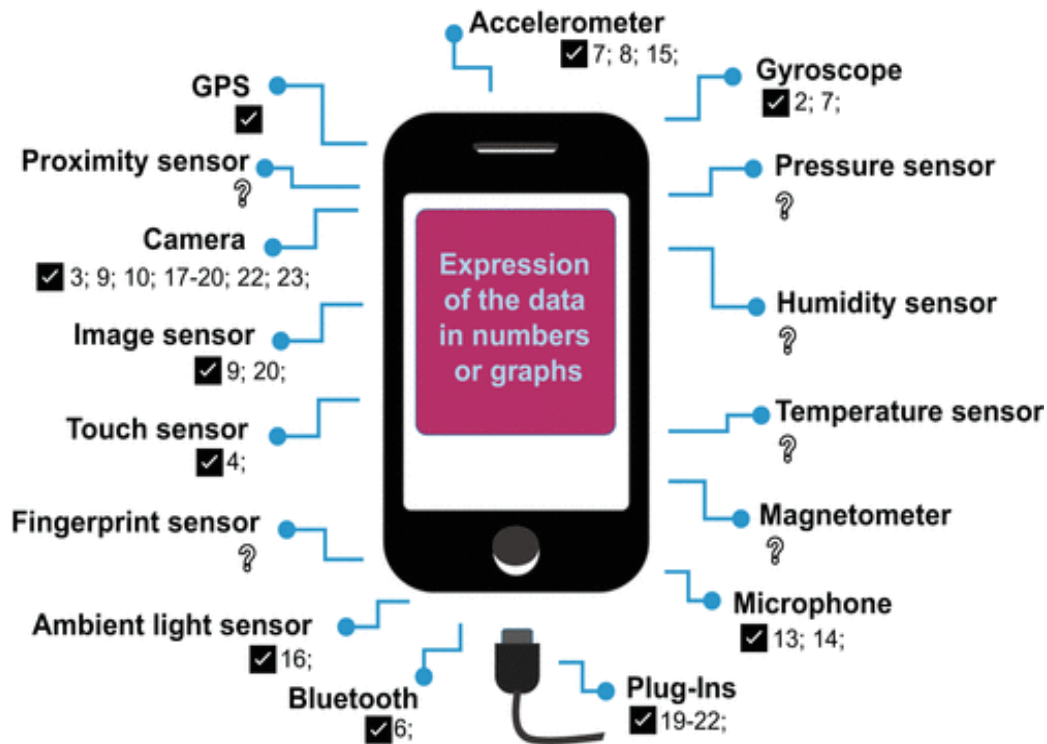 Accelerometer
✓ 7; 8; 15;
GPS
✓
Gyroscope
✓ 2; 7;
Proximity sensor
?
Pressure sensor
?
Camera
✓ 3; 9; 10; 17-20; 22; 23;
Expression
of the data
in numbers
or graphs
Humidity sensor
?
Image sensor
✓ 9; 20;
Touch sensor
✓ 4;
Temperature sensor
?
Fingerprint sensor
?
Magnetometer
?
Ambient light sensor
✓ 16;
Microphone
✓ 13; 14;
Bluetooth
✓ 6;
Plug-Ins
✓ 19-22;